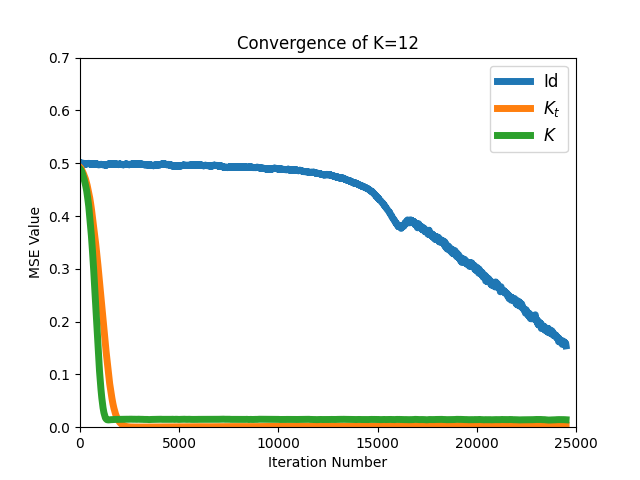 Convergence of K=12
0.7
0.6
0.5
0.4
0.3
0.2
0.1
0.0
MSE Value
Id
K_t
K
0 5000 10000 15000 20000 25000
Iteration Number